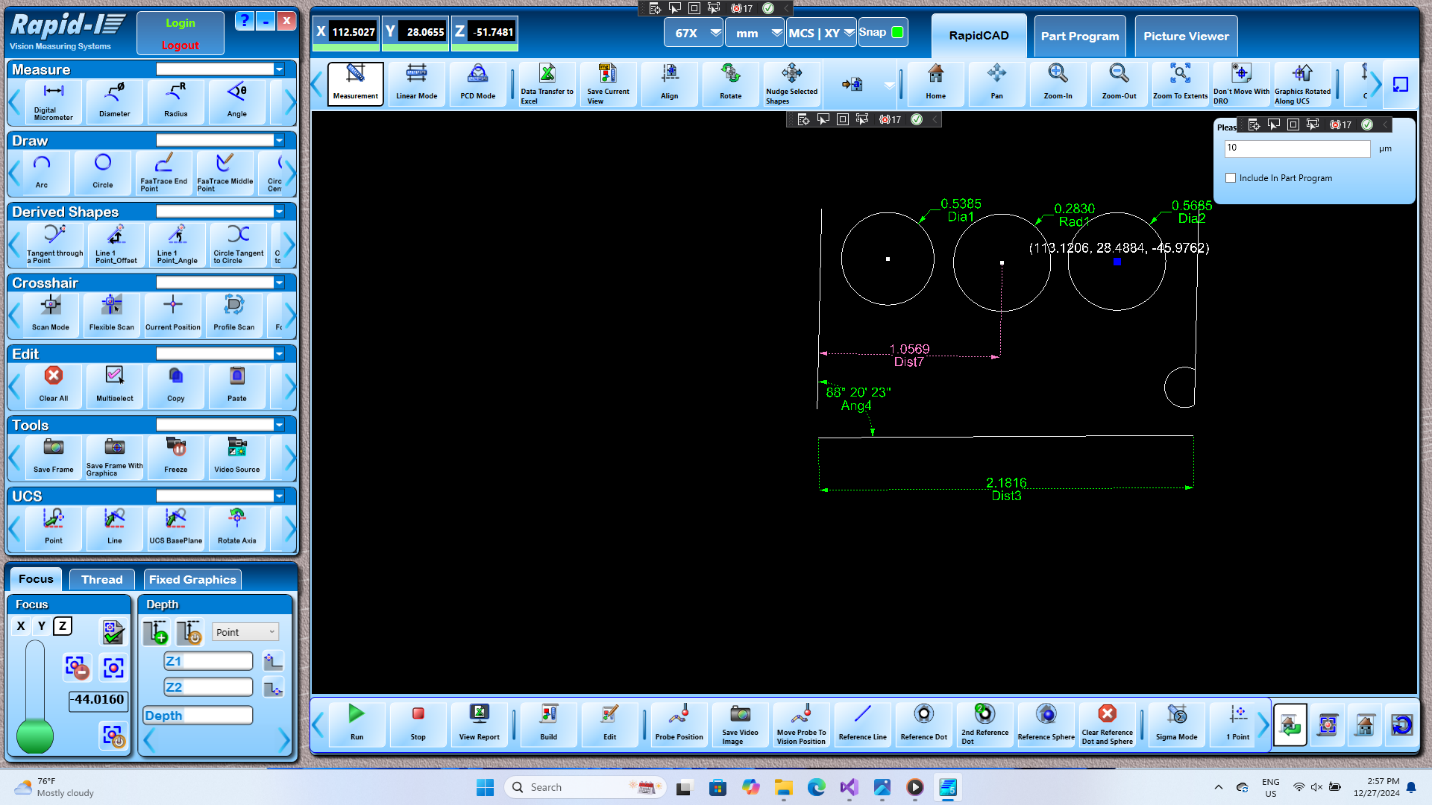 Rapid-I
Vision Measuring Systems
Login
Logout
?
-
X
X 112.5027
Y 28.0655
Z -51.7481
67X
mm
MCS | XY
Snap
17
RapidCAD
Part Program
Picture Viewer
Measurement
Linear Mode
PCD Mode
Data Transfer to
Excel
Save Current
View
Align
Rotate
Nudge Selected
Shapes
Home
Pan
Zoom-In
Zoom-Out
Zoom To Extents
Don't Move With
DRO
Graphics Rotated
Along UCS
C
Measure
Digital
Micrometer
Diameter
Radius
Angle
Draw
Arc
Circle
FasTrace End
Point
FasTrace Middle
Point
Circ
Cen
Derived Shapes
Tangent through
a Point
Line 1
Point_Offset
Line 1
Point_Angle
Circle Tangent
to Circle
C
to
Crosshair
Scan Mode
Flexible Scan
Current Position
Profile Scan
Fo
Edit
Clear All
Multiselect
Copy
Paste
Tools
Save Frame
Save Frame With
Graphics
Freeze
Video Source
UCS
Point
Line
UCS BasePlane
Rotate Axis
Focus
Thread
Fixed Graphics
Focus
X Y Z
-44.0160
Depth
Point
Z1
Z2
Depth
17
Pleas
17
10
µm
Include In Part Program
0.5385
Dia1
0.2830
Rad1
0.5685
Dia2
(113.1206, 28.4884, -45.9762)
1.0569
Dist7
88° 20' 23"
Ang4
2.1816
Dist3
Run
Stop
View Report
Build
Edit
Probe Position
Save Video
Image
Move Probe To
Vision Position
Reference Line
Reference Dot
2nd Reference
Dot
Reference Sphere
Clear Reference
Dot and Sphere
Sigma Mode
1 Point
76°F
Mostly cloudy
Search
ENG
US
2:57 PM
12/27/2024